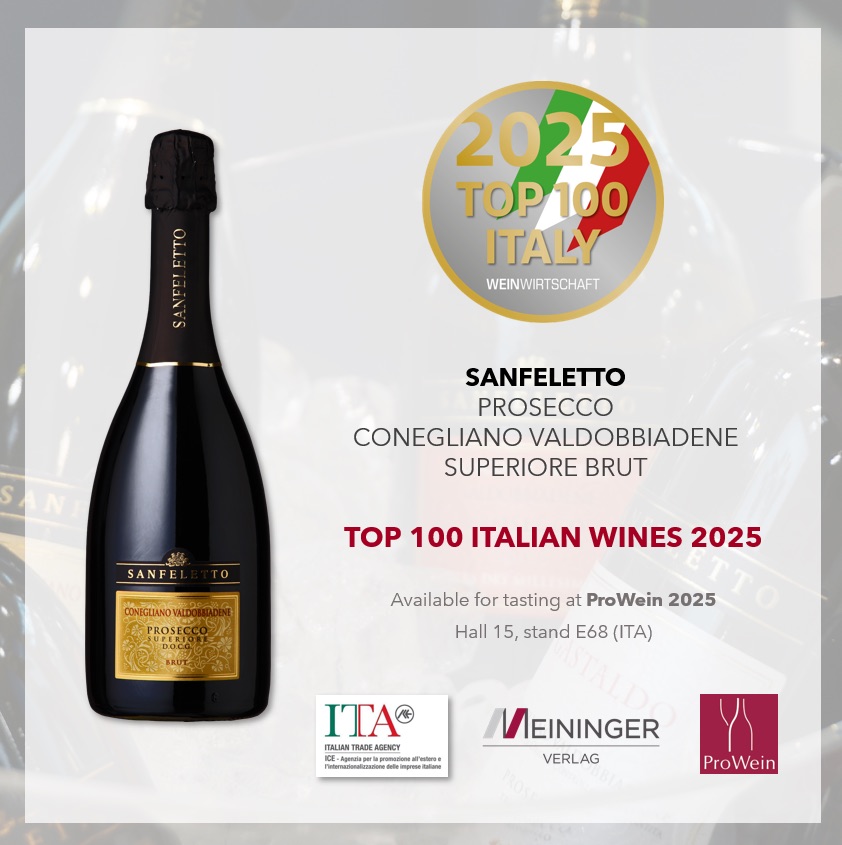 2025
TOP 100
ITALY
WEINWIRTSCHAFT
SANFELETTO
SANFELETTO
CONEGLIANO VALDOBBIADENE
PROSECCO
SUPERIORE
D.O.C.G.
BRUT
SANFELETTO
PROSECCO
CONEGLIANO VALDOBBIADENE
SUPERIORE BRUT
TOP 100 ITALIAN WINES 2025
Available for tasting at ProWein 2025
Hall 15, stand E68 (ITA)
ITA
ITALIAN TRADE AGENCY
ICE - Agenzia per la promozione all'estero e
l'internazionalizzazione delle imprese italiane
MEININGER
VERLAG
ProWein